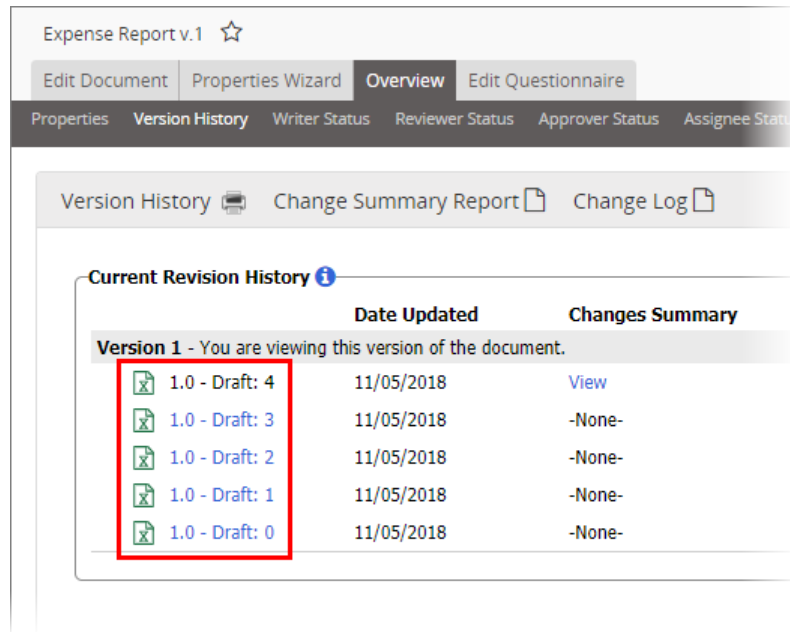 Expense Report v.1
Edit Document Properties Wizard Overview Edit Questionnaire
Properties Version History Writer Status Reviewer Status Approver Status Assignee Status
Version History Change Summary Report Change Log
Current Revision History
Date Updated Changes Summary
Version 1 - You are viewing this version of the document.
1.0 - Draft: 4 11/05/2018 View
1.0 - Draft: 3 11/05/2018 -None-
1.0 - Draft: 2 11/05/2018 -None-
1.0 - Draft: 1 11/05/2018 -None-
1.0 - Draft: 0 11/05/2018 -None-